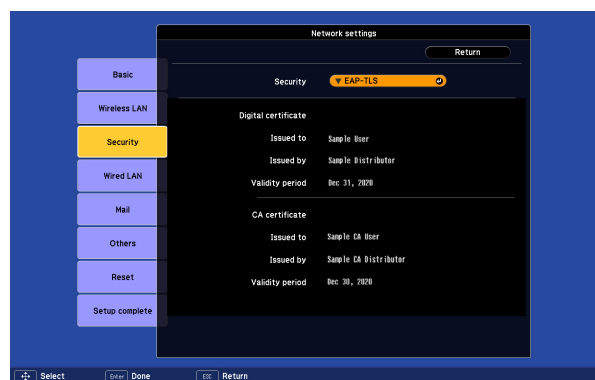 Network settings
Return
Basic
Wireless LAN
Security
Wired LAN
Mail
Others
Reset
Setup complete
Security EAP-TLS
Digital certificate
Issued to Sample User
Issued by Sample Distributor
Validity period Dec 31, 2020
CA certificate
Issued to Sample CA User
Issued by Sample CA Distributor
Validity period Dec 30, 2020
Select Enter Done ESC Return